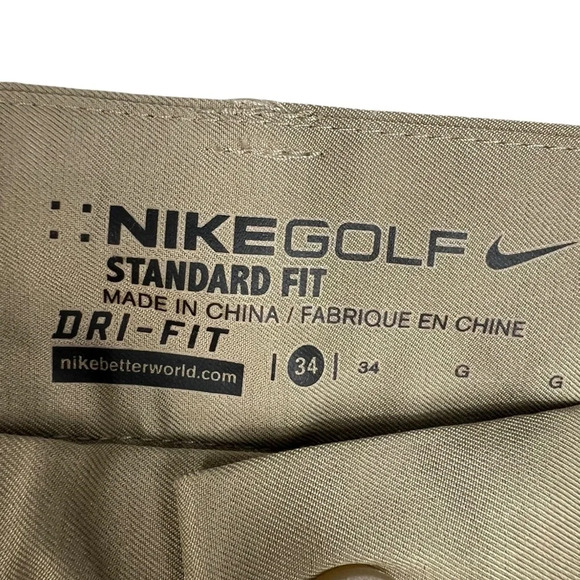 NIKEGOLF
STANDARD FIT
MADE IN CHINA / FABRIQUE EN CHINE
DRI-FIT
nikebetterworld.com | 34 | 34 G G